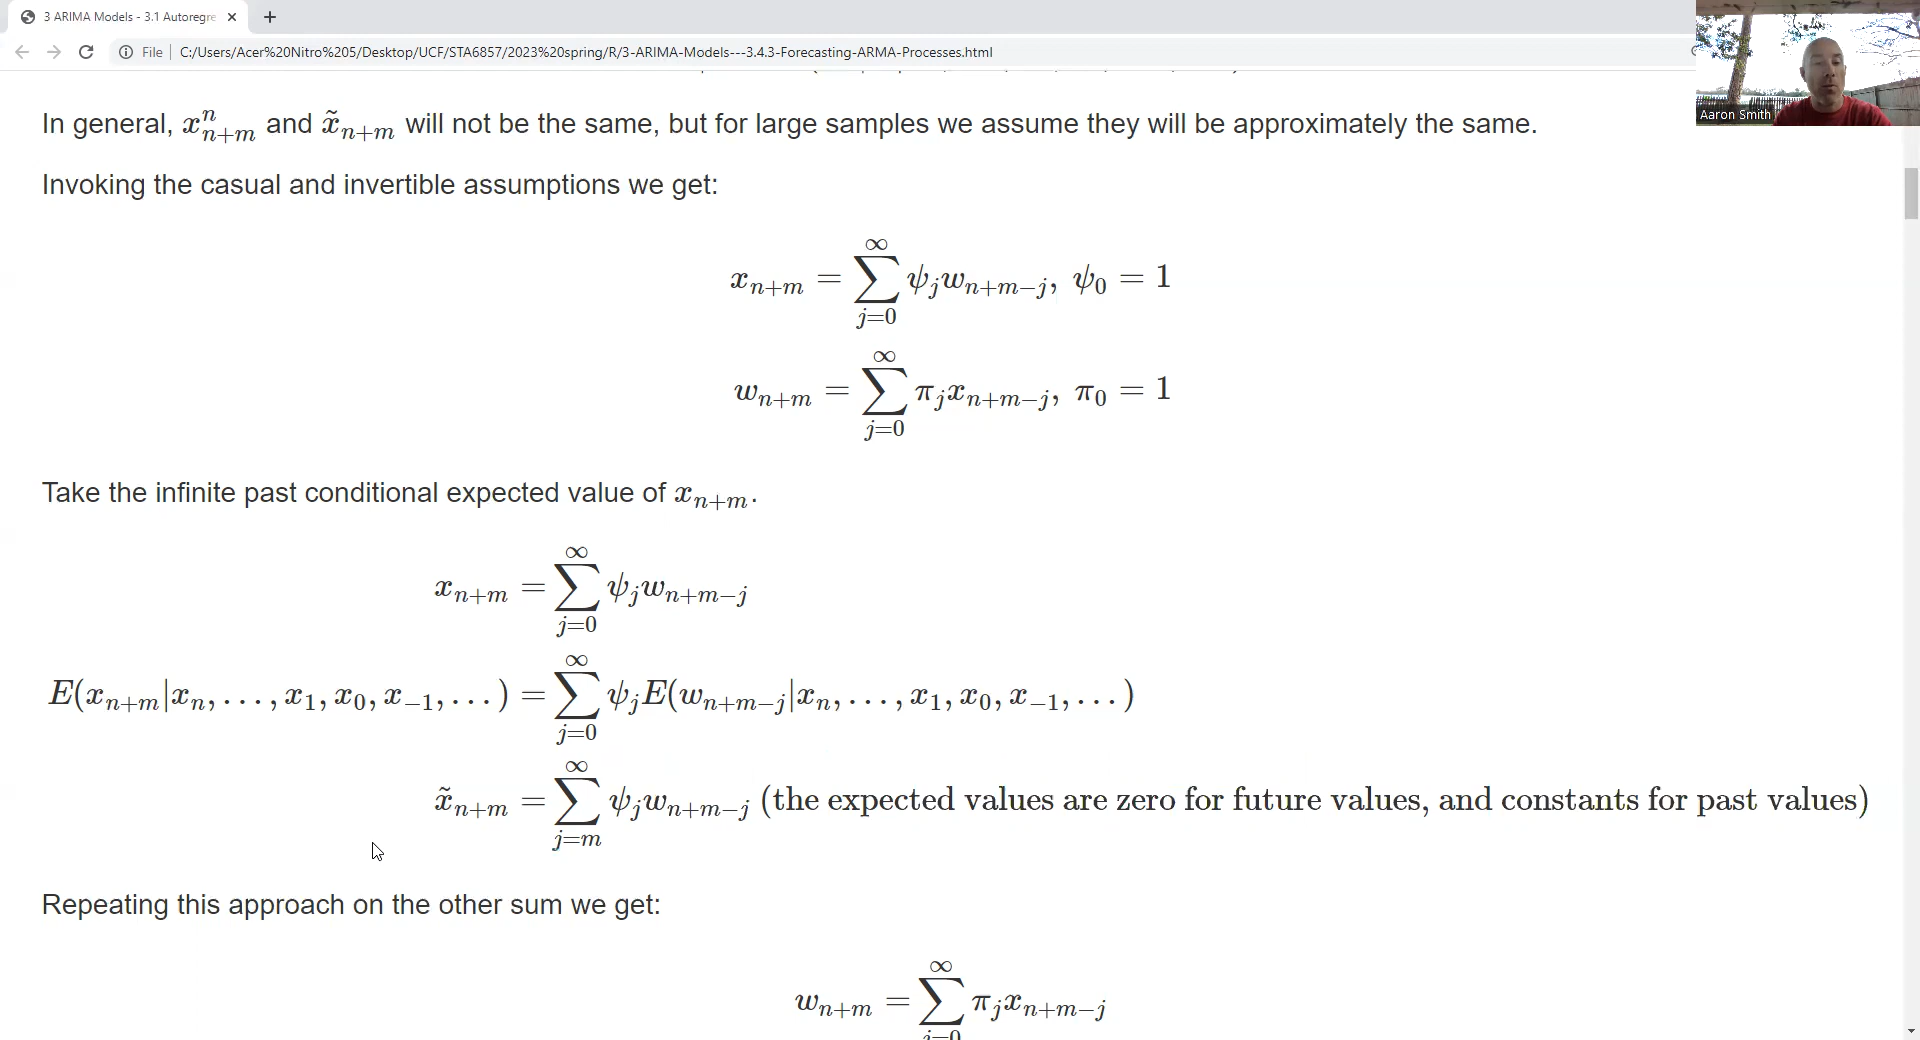 3 ARIMA Models - 3.1 Autoregre
File | C:/Users/Acer%20Nitro%205/Desktop/UCF/STA6857/2023%20spring/R/3-ARIMA-Models---3.4.3-Forecasting-ARMA-Processes.html
Aaron Smith
In general, x^n_{n+m} and x̃_{n+m} will not be the same, but for large samples we assume they will be approximately the same.
Invoking the casual and invertible assumptions we get:
x_{n+m} = ∑_{j=0}^{∞} ψ_j w_{n+m−j}, ψ_0 = 1
w_{n+m} = ∑_{j=0}^{∞} π_j x_{n+m−j}, π_0 = 1
Take the infinite past conditional expected value of x_{n+m}.
x_{n+m} = ∑_{j=0}^{∞} ψ_j w_{n+m−j}
E(x_{n+m}|x_n, …, x_1, x_0, x_{−1}, …) = ∑_{j=0}^{∞} ψ_j E(w_{n+m−j}|x_n, …, x_1, x_0, x_{−1}, …)
x̃_{n+m} = ∑_{j=m}^{∞} ψ_j w_{n+m−j} (the expected values are zero for future values, and constants for past values)
Repeating this approach on the other sum we get:
w_{n+m} = ∑_{j=0}^{∞} π_j x_{n+m−j}